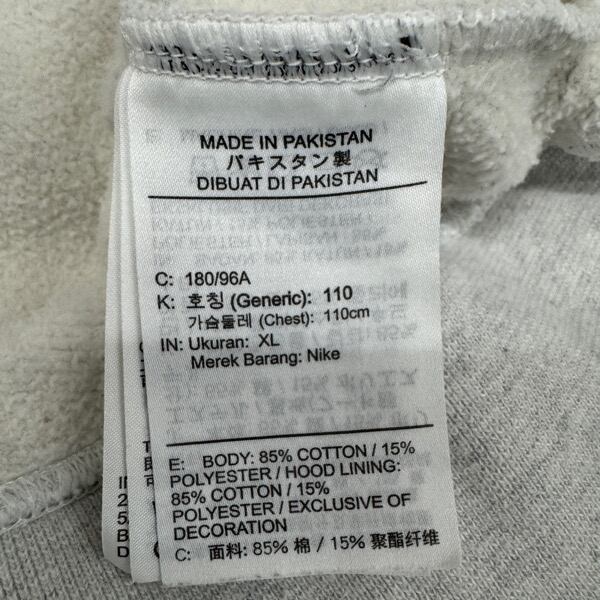 MADE IN PAKISTAN
パキスタン製
DIBUAT DI PAKISTAN
C: 180/96A
K: 호칭 (Generic): 110
가슴둘레 (Chest): 110cm
IN: Ukuran: XL
Merek Barang: Nike
E: BODY: 85% COTTON / 15%
POLYESTER / HOOD LINING:
85% COTTON / 15%
POLYESTER / EXCLUSIVE OF
DECORATION
C: 面料: 85% 棉 / 15% 聚酯纤维